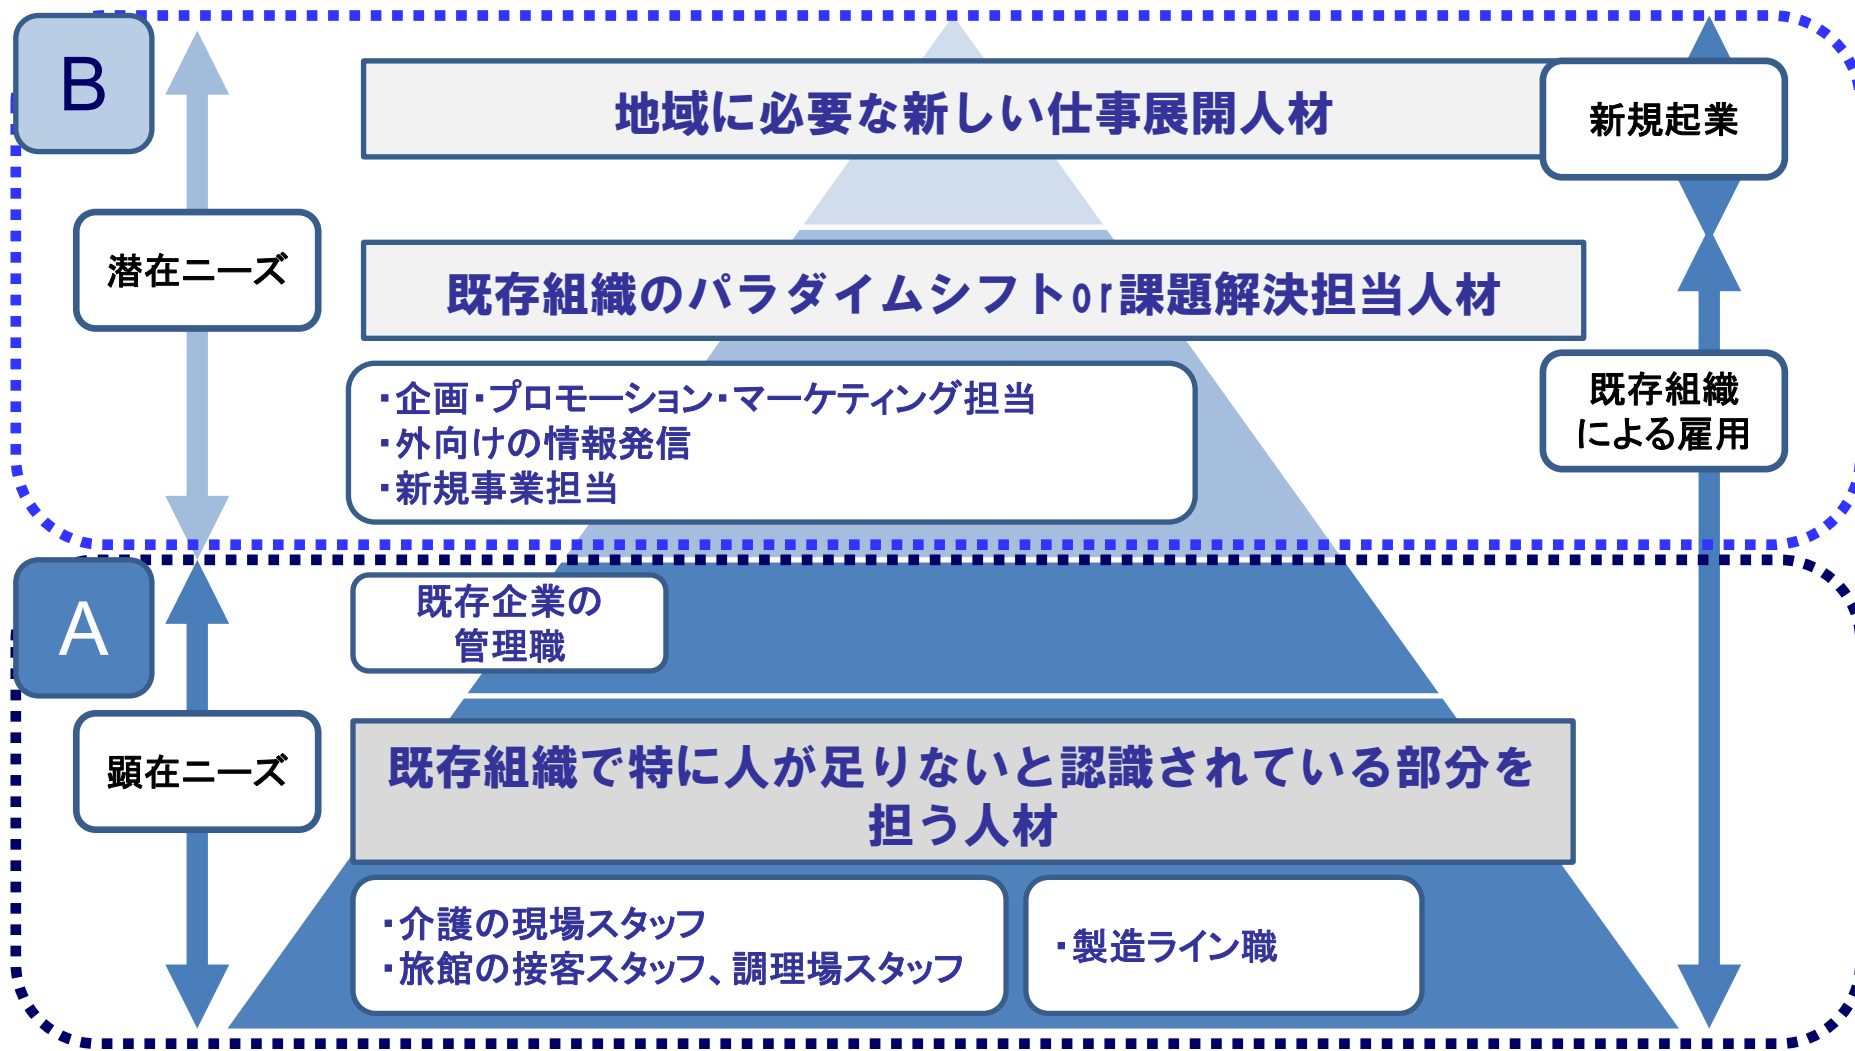 B
地域に必要な新しい仕事展開人材
新規起業
潜在ニーズ
既存組織のパラダイムシフトor課題解決担当人材
・企画・プロモーション・マーケティング担当
・外向けの情報発信
・新規事業担当
既存組織
による雇用
A
既存企業の
管理職
顕在ニーズ
既存組織で特に人が足りないと認識されている部分を
担う人材
・介護の現場スタッフ
・旅館の接客スタッフ、調理場スタッフ
・製造ライン職